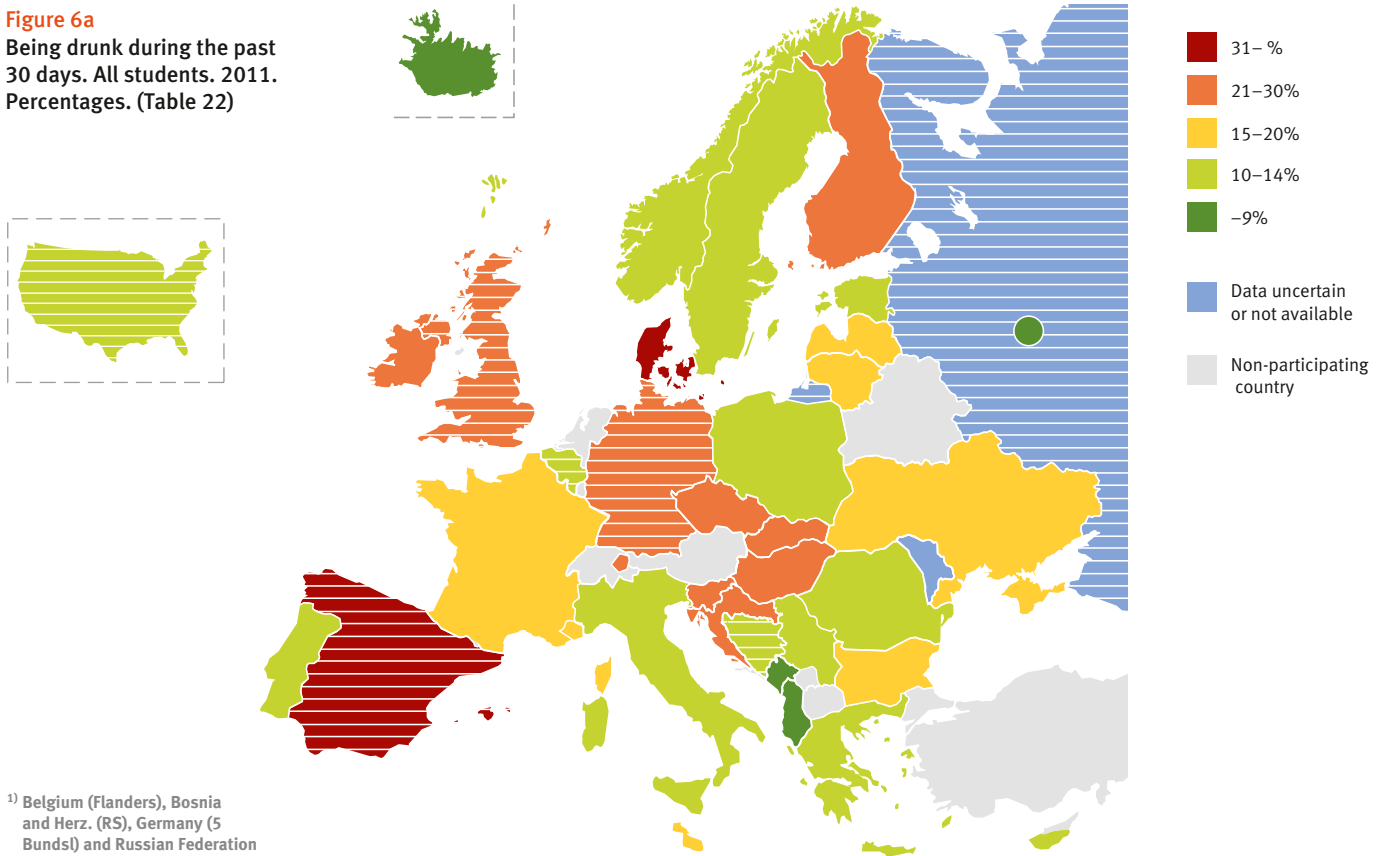 Figure 6a
Being drunk during the past
30 days. All students. 2011.
Percentages. (Table 22)
31– %
21–30%
15–20%
10–14%
–9%
Data uncertain
or not available
Non-participating
country
1) Belgium (Flanders), Bosnia
and Herz. (RS), Germany (5
Bundsl) and Russian Federation